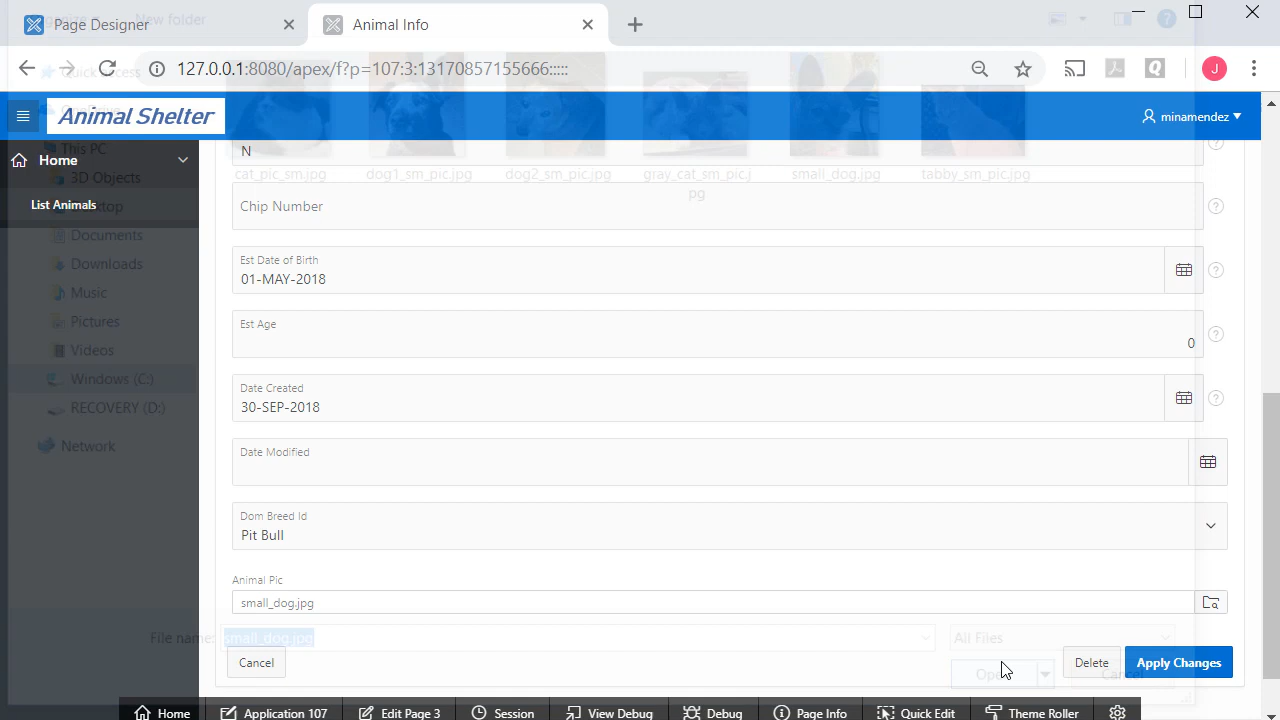 Page Designer
Animal Info
New folder
127.0.0.1:8080/apex/f?p=107:3:13170857155666:::::
Q
J
Animal Shelter
minamendez
Home
List Animals
Quick access
This PC
3D Objects
Desktop
Documents
Downloads
Music
Pictures
Videos
Windows (C:)
RECOVERY (D:)
Network
cat_pic_sm.jpg
dog1_sm_pic.jpg
dog2_sm_pic.jpg
gray_cat_sm_pic.j
pg
small_dog.jpg
tabby_sm_pic.jpg
N
Chip Number
Est Date of Birth
01-MAY-2018
Est Age
0
Date Created
30-SEP-2018
Date Modified
Dom Breed Id
Pit Bull
Animal Pic
small_dog.jpg
File name: small_dog.jpg
All Files
Cancel
Cancel
Delete
Apply Changes
Home
Application 107
Edit Page 3
Session
View Debug
Debug
Page Info
Quick Edit
Theme Roller